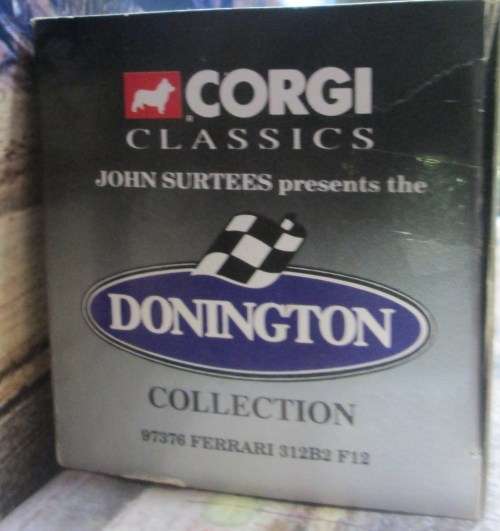 CORGI
CLASSICS
JOHN SURTEES presents the
DONINGTON
COLLECTION
97376 FERRARI 312B2 F12